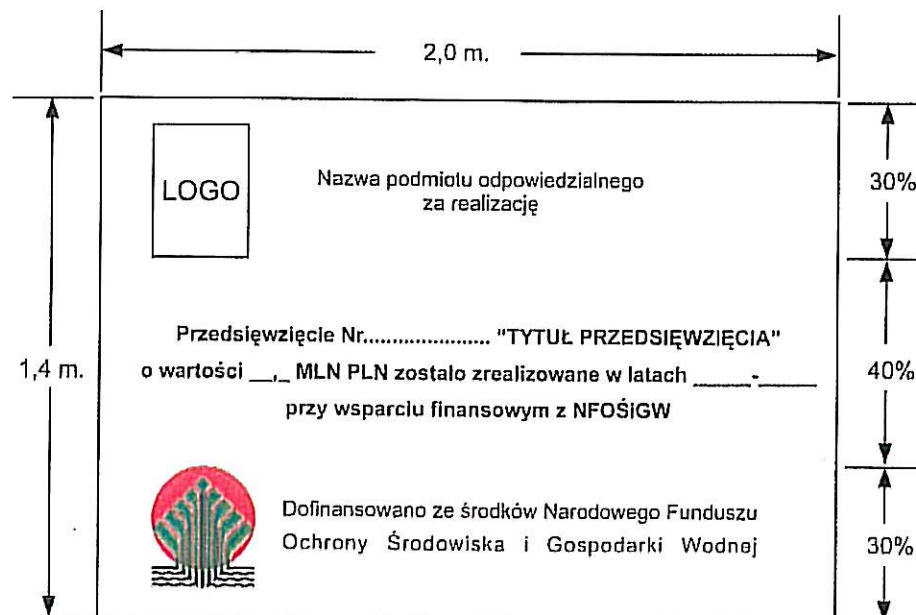 2,0 m.
LOGO
Nazwa podmiotu odpowiedzialnego
za realizację
30%
Przedsięwzięcie Nr...................... "TYTUŁ PRZEDSIĘWZIĘCIA"
1,4 m.
o wartości __,_ MLN PLN zostało zrealizowane w latach _____-_____
40%
przy wsparciu finansowym z NFOŚiGW
Dofinansowano ze środków Narodowego Funduszu
Ochrony Środowiska i Gospodarki Wodnej
30%